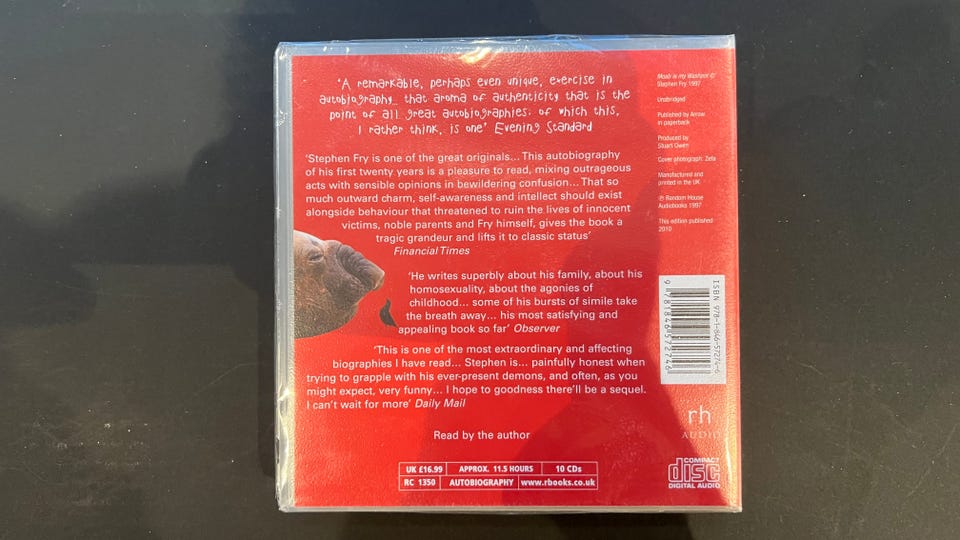 'A remarkable, perhaps even unique, exercise in
autobiography... that aroma of authenticity that is the
point of all great autobiographies: of which this,
I rather think, is one' Evening Standard
'Stephen Fry is one of the great originals... This autobiography
of his first twenty years is a pleasure to read, mixing outrageous
acts with sensible opinions in bewildering confusion... That so
much outward charm, self-awareness and intellect should exist
alongside behaviour that threatened to ruin the lives of innocent
victims, noble parents and Fry himself, gives the book a
tragic grandeur and lifts it to classic status'
Financial Times
'He writes superbly about his family, about his
homosexuality, about the agonies of
childhood... some of his bursts of simile take
the breath away... his most satisfying and
appealing book so far' Observer
'This is one of the most extraordinary and affecting
biographies I have read... Stephen is... painfully honest when
trying to grapple with his ever-present demons, and often, as you
might expect, very funny... I hope to goodness there'll be a sequel.
I can't wait for more' Daily Mail
Read by the author
UK £16.99 APPROX. 11.5 HOURS 10 CDs
RC 1350 AUTOBIOGRAPHY www.rbooks.co.uk
Moab is my Washpot ©
Stephen Fry 1997
Unabridged
Published by Arrow
in paperback
Produced by
Stuart Owen
Cover photograph: Zefa
Manufactured and
printed in the UK
℗ Random House
Audiobooks 1997
This edition published
2010
ISBN 978-1-846-57274-6
9 781846 572746
rh
AUDIO
COMPACT
disc
DIGITAL AUDIO